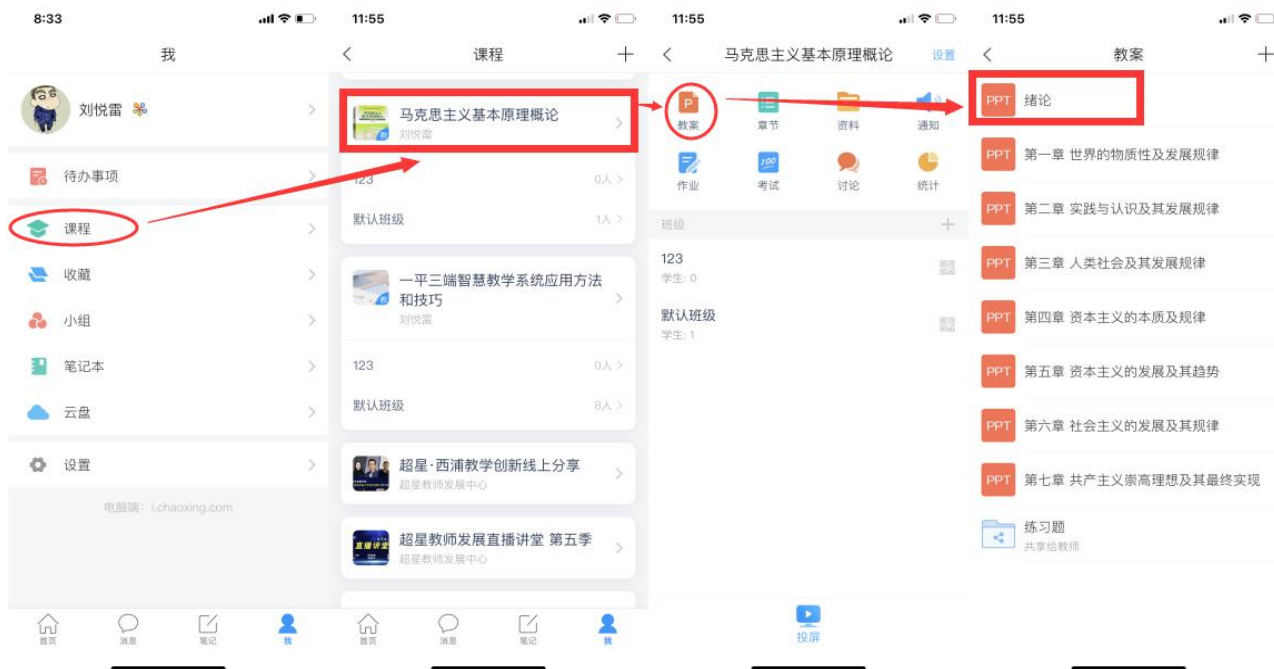 8:33
我
刘悦雷
待办事项
课程
收藏
小组
笔记本
云盘
设置
电脑端：i.chaoxing.com
首页
消息
笔记
我
11:55
课程
马克思主义基本原理概论
刘悦雷
123
0人
默认班级
1人
一平三端智慧教学系统应用方法
和技巧
刘悦雷
123
0人
默认班级
8人
超星·西浦教学创新线上分享
超星教师发展中心
直播讲堂
超星教师发展直播讲堂 第五季
超星教师发展中心
首页
消息
笔记
我
11:55
马克思主义基本原理概论
设置
P
教案
章节
资料
通知
100
作业
考试
讨论
统计
班级
123
学生: 0
默认班级
学生: 1
投屏
11:55
教案
PPT 绪论
PPT 第一章 世界的物质性及发展规律
PPT 第二章 实践与认识及其发展规律
PPT 第三章 人类社会及其发展规律
PPT 第四章 资本主义的本质及规律
PPT 第五章 资本主义的发展及其趋势
PPT 第六章 社会主义的发展及其规律
PPT 第七章 共产主义崇高理想及其最终实现
练习题
共享给教师